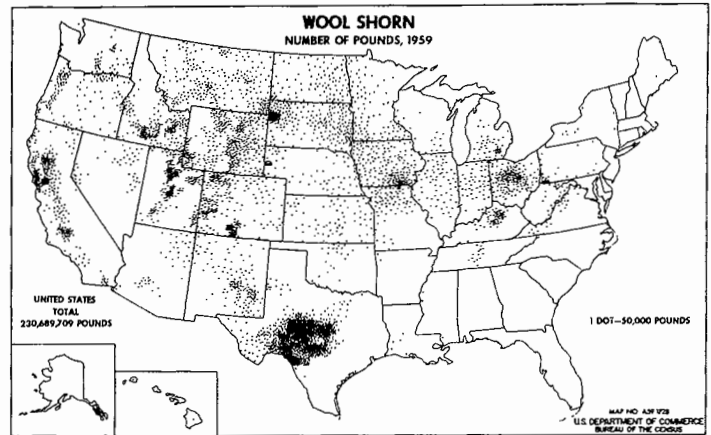 WOOL SHORN
NUMBER OF POUNDS, 1959
UNITED STATES
TOTAL
230,689,709 POUNDS
1 DOT—50,000 POUNDS
MAP NO. A59
U.S. DEPARTMENT OF COMMERCE
BUREAU OF THE CENSUS